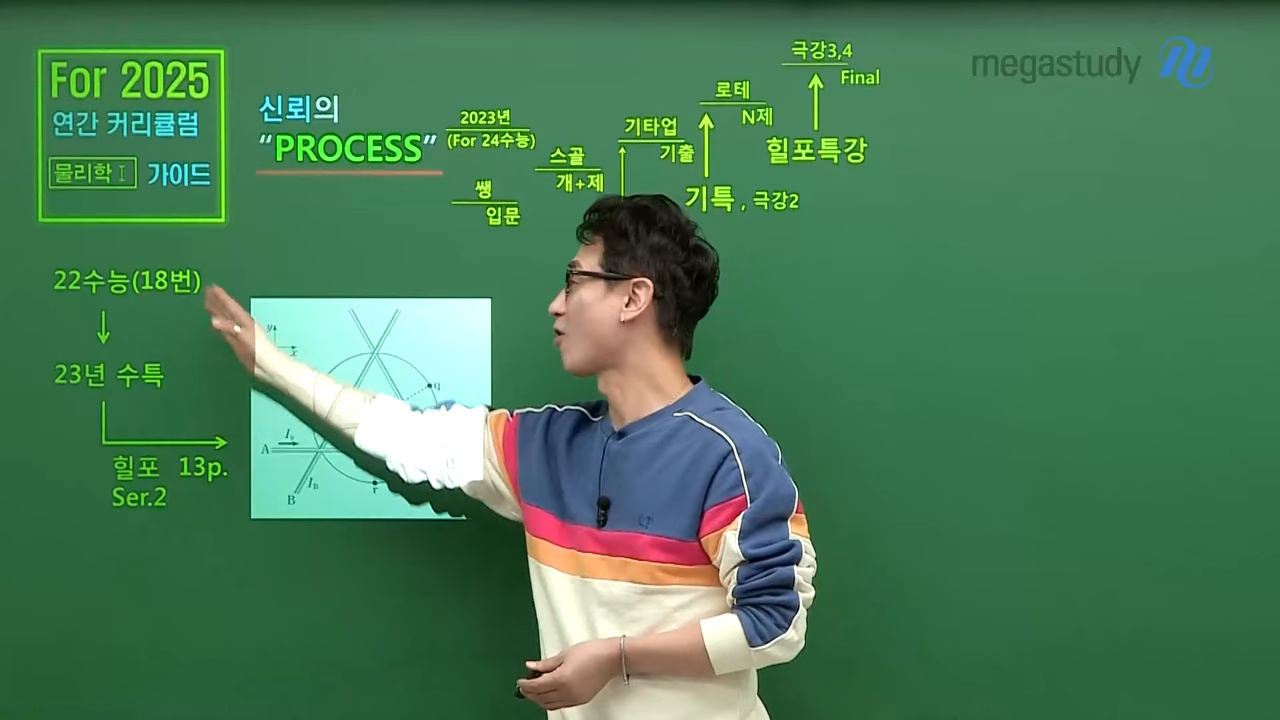 For 2025
연간 커리큘럼
물리학 I 가이드
신뢰의
“PROCESS”
2023년
(For 24수능)
쌩
입문
스골
개+제
기타업
기출
로테
N제
기특, 극강2
극강3,4
Final
힐포특강
megastudy
22수능(18번)
23년 수특
힐포 13p.
Ser.2
y
x
q
A
I₀
B
I_B
r